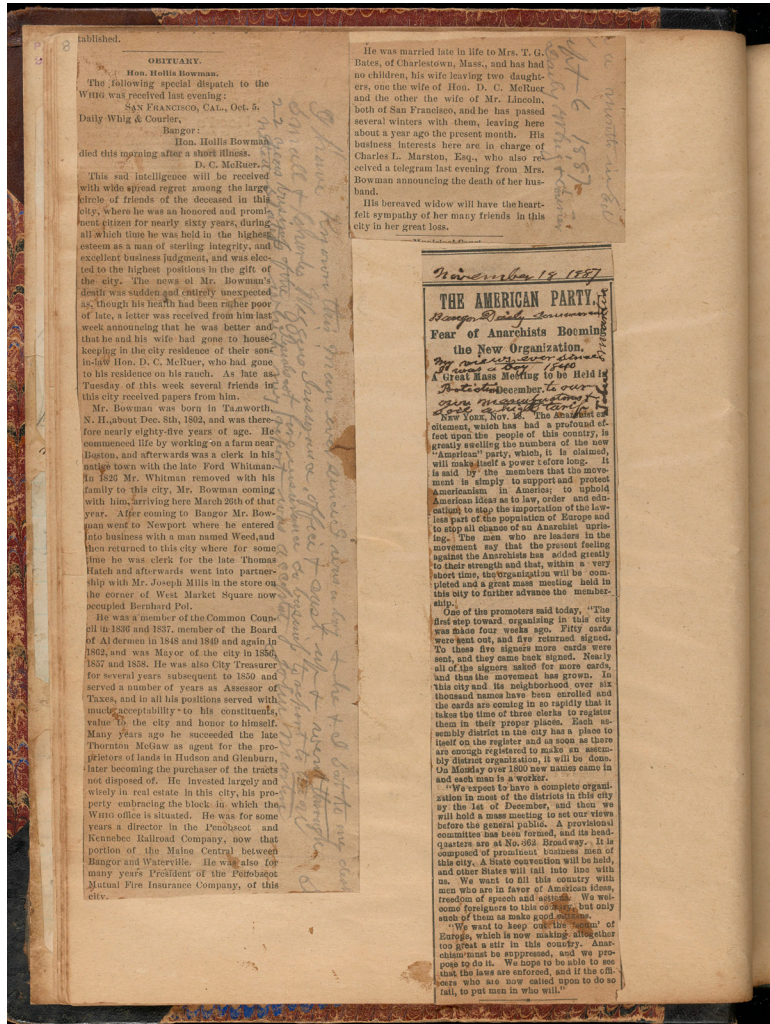 8
tablished.
OBITUARY.
Hon. Hollis Bowman.
The following special dispatch to the
WHIG was received last evening:
SAN FRANCISCO, CAL., Oct. 5.
Daily Whig & Courier,
Bangor:
Hon. Hollis Bowman
died this morning after a short illness.
D. C. McRuer.
This sad intelligence will be received
with wide spread regret among the large
circle of friends of the deceased in this
city, where he was an honored and promi-
nent citizen for nearly sixty years, during
all which time he was held in the highest
esteem as a man of sterling integrity, and
excellent business judgment, and was elec-
ted to the highest positions in the gift of
the city. The news of Mr. Bowman's
death was sudden and entirely unexpected
as, though his health had been rather poor
of late, a letter was received from him last
week announcing that he was better and
that he and his wife had gone to house-
keeping in the city residence of their son-
in-law Hon. D. C. McRuer, who had gone
to his residence on his ranch. As late as
Tuesday of this week several friends in
this city received papers from him.
Mr. Bowman was born in Tamworth,
N. H., about Dec. 8th, 1802, and was there-
fore nearly eighty-five years of age. He
commenced life by working on a farm near
Boston, and afterwards was a clerk in his
native town with the late Ford Whitman.
In 1826 Mr. Whitman removed with his
family to this city, Mr. Bowman coming
with him, arriving here March 26th of that
year. After coming to Bangor Mr. Bow-
man went to Newport where he entered
into business with a man named Weed, and
then returned to this city where for some
time he was clerk for the late Thomas
Hatch and afterwards went into partner-
ship with Mr. Joseph Mills in the store on
the corner of West Market Square now
occupied Bernhard Pol.
He was a member of the Common Coun-
cil in 1836 and 1837, member of the Board
of Aldermen in 1848 and 1849 and again in
1862, and was Mayor of the city in 1856,
1857 and 1858. He was also City Treasurer
for several years subsequent to 1850 and
served a number of years as Assessor of
Taxes, and in all his positions served with
much acceptability to his constituents,
value to the city and honor to himself.
Many years ago he succeeded the late
Thornton McGaw as agent for the pro-
prietors of lands in Hudson and Glenburn,
later becoming the purchaser of the tracts
not disposed of. He invested largely and
wisely in real estate in this city, his pro-
perty embracing the block in which the
WHIG office is situated. He was for some
years a director in the Penobscot and
Kennebec Railroad Company, now that
portion of the Maine Central between
Bangor and Waterville. He was also for
many years President of the Penobscot
Mutual Fire Insurance Company, of this
city.
He was married late in life to Mrs. T. G.
Bates, of Charlestown, Mass., and has had
no children, his wife leaving two daught-
ers, one the wife of Hon. D. C. McRuer
and the other the wife of Mr. Lincoln,
both of San Francisco, and he has passed
several winters with them, leaving here
about a year ago the present month. His
business interests here are in charge of
Charles L. Marston, Esq., who also re-
ceived a telegram last evening from Mrs.
Bowman announcing the death of her hus-
band.
His bereaved widow will have the heart-
felt sympathy of her many friends in this
city in her great loss.
6 1887
November 18 1887
THE AMERICAN PARTY.
Bangor Daily
Fear of Anarchists Booming
the New Organization.
my views ever since
I was a boy 1840
A Great Mass Meeting to be Held in
December.
Protection to our
own
NEW YORK, Nov. 18. The Anarchist ex-
citement, which has had a profound ef-
fect upon the people of this country, is
greatly swelling the numbers of the new
"American" party, which, it is claimed,
will make itself a power before long. It
is said by the members that the move-
ment is simply to support and protect
Americanism in America; to uphold
American ideas as to law, order and edu-
cation; to stop the importation of the law-
less part of the population of Europe and
to stop all chance of an Anarchist upris-
ing. The men who are leaders in the
movement say that the present feeling
against the Anarchists has added greatly
to their strength and that, within a very
short time, the organization will be com-
pleted and a great mass meeting held in
this city to further advance the member-
ship.
One of the promoters said today, "The
first step toward organizing in this city
was made four weeks ago. Fifty cards
were sent out, and five returned signed.
To these five signers more cards were
sent, and they came back signed. Nearly
all of the signers asked for more cards,
and thus the movement has grown. In
this city and its neighborhood over six
thousand names have been enrolled and
the cards are coming in so rapidly that it
takes the time of three clerks to register
them in their proper places. Each as-
sembly district in the city has a place to
itself on the register and as soon as there
are enough registered to make an assem-
bly district organization, it will be done.
On Monday over 1800 new names came in
and each man is a worker.
"We expect to have a complete organi-
zation in most of the districts in this city
by the 1st of December, and then we
will hold a mass meeting to set our views
before the general public. A provisional
committee has been formed, and its head-
quarters are at No. 362 Broadway. It is
composed of prominent business men of
this city. A State convention will be held,
and other States will fall into line with
us. We want to fill this country with
men who are in favor of American ideas,
freedom of speech and action. We wel-
come foreigners to this country, but only
such of them as make good citizens.
"We want to keep out the 'scum' of
Europe, which is now making altogether
too great a stir in this country. Anar-
chism must be suppressed, and we pro-
pose to do it. We hope to be able to see
that the laws are enforced, and if the offi-
cers who are now called upon to do so
fail, to put men in who will."